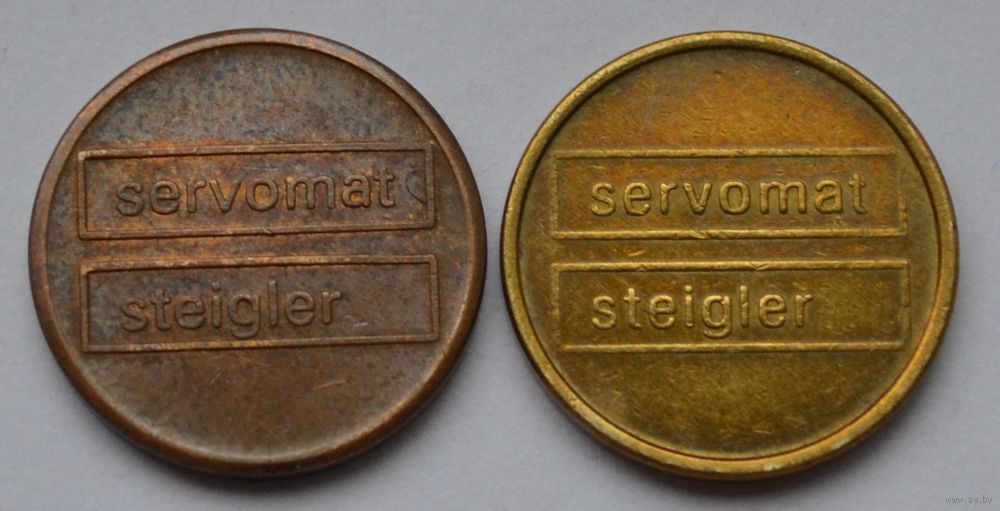 servomat
steigler
servomat
steigler
www.ay.by